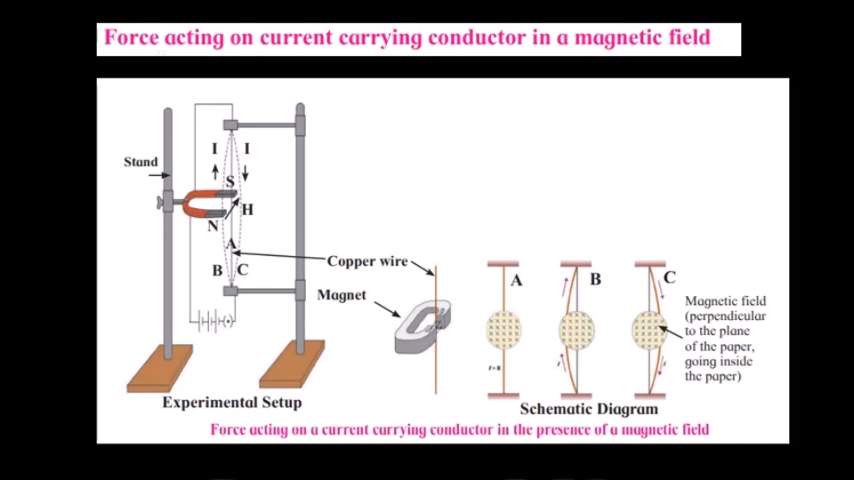 Force acting on current carrying conductor in a magnetic field
I I
Stand
S
H
N
A
B C
Copper wire
Magnet
A
B
C
Magnetic field
(perpendicular
to the plane
of the paper,
going inside
the paper)
Experimental Setup
Schematic Diagram
Force acting on a current carrying conductor in the presence of a magnetic field